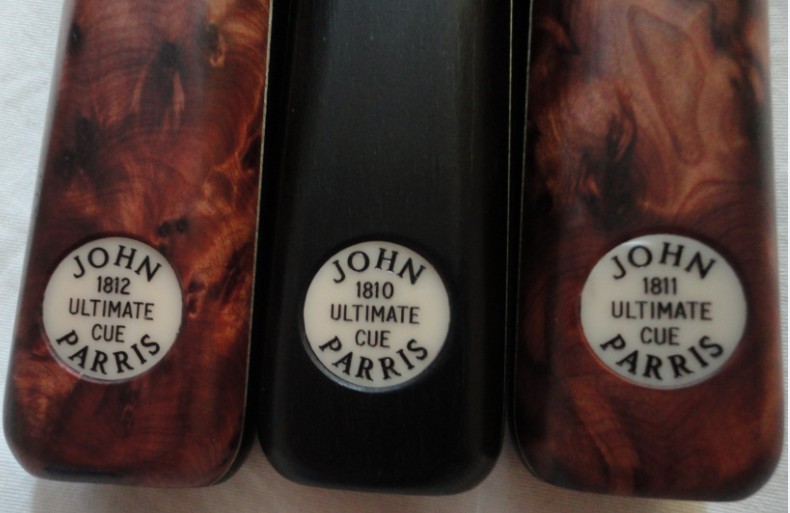 JOHN
1812
ULTIMATE
CUE
PARRIS
JOHN
1810
ULTIMATE
CUE
PARRIS
JOHN
1811
ULTIMATE
CUE
PARRIS